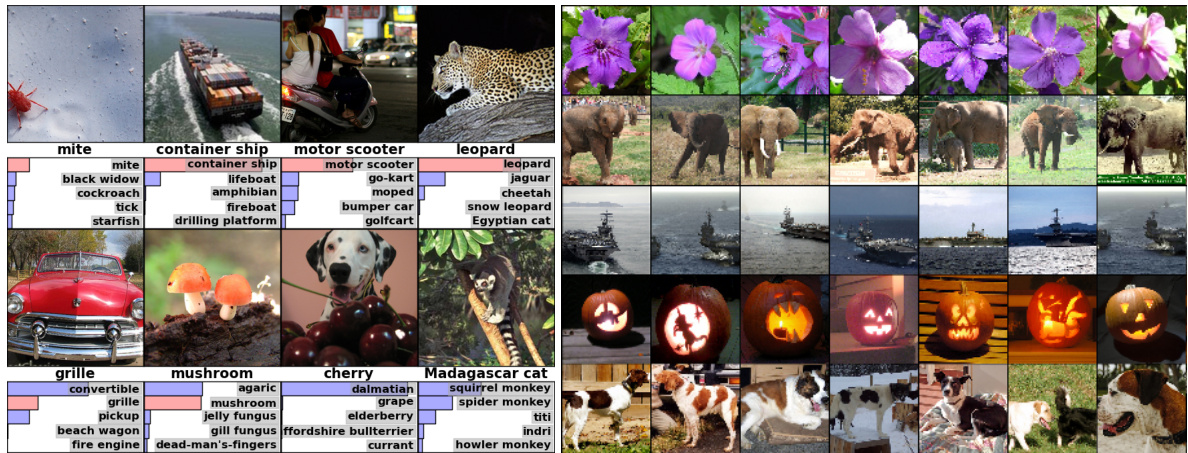 mite container ship motor scooter leopard
mite container ship motor scooter leopard
black widow lifeboat go-kart jaguar
cockroach amphibian moped cheetah
tick fireboat bumper car snow leopard
starfish drilling platform golfcart Egyptian cat
grille mushroom cherry Madagascar cat
convertible agaric dalmatian squirrel monkey
grille mushroom grape spider monkey
pickup jelly fungus elderberry titi
beach wagon gill fungus ffordshire bullterrier indri
fire engine dead-man's-fingers currant howler monkey